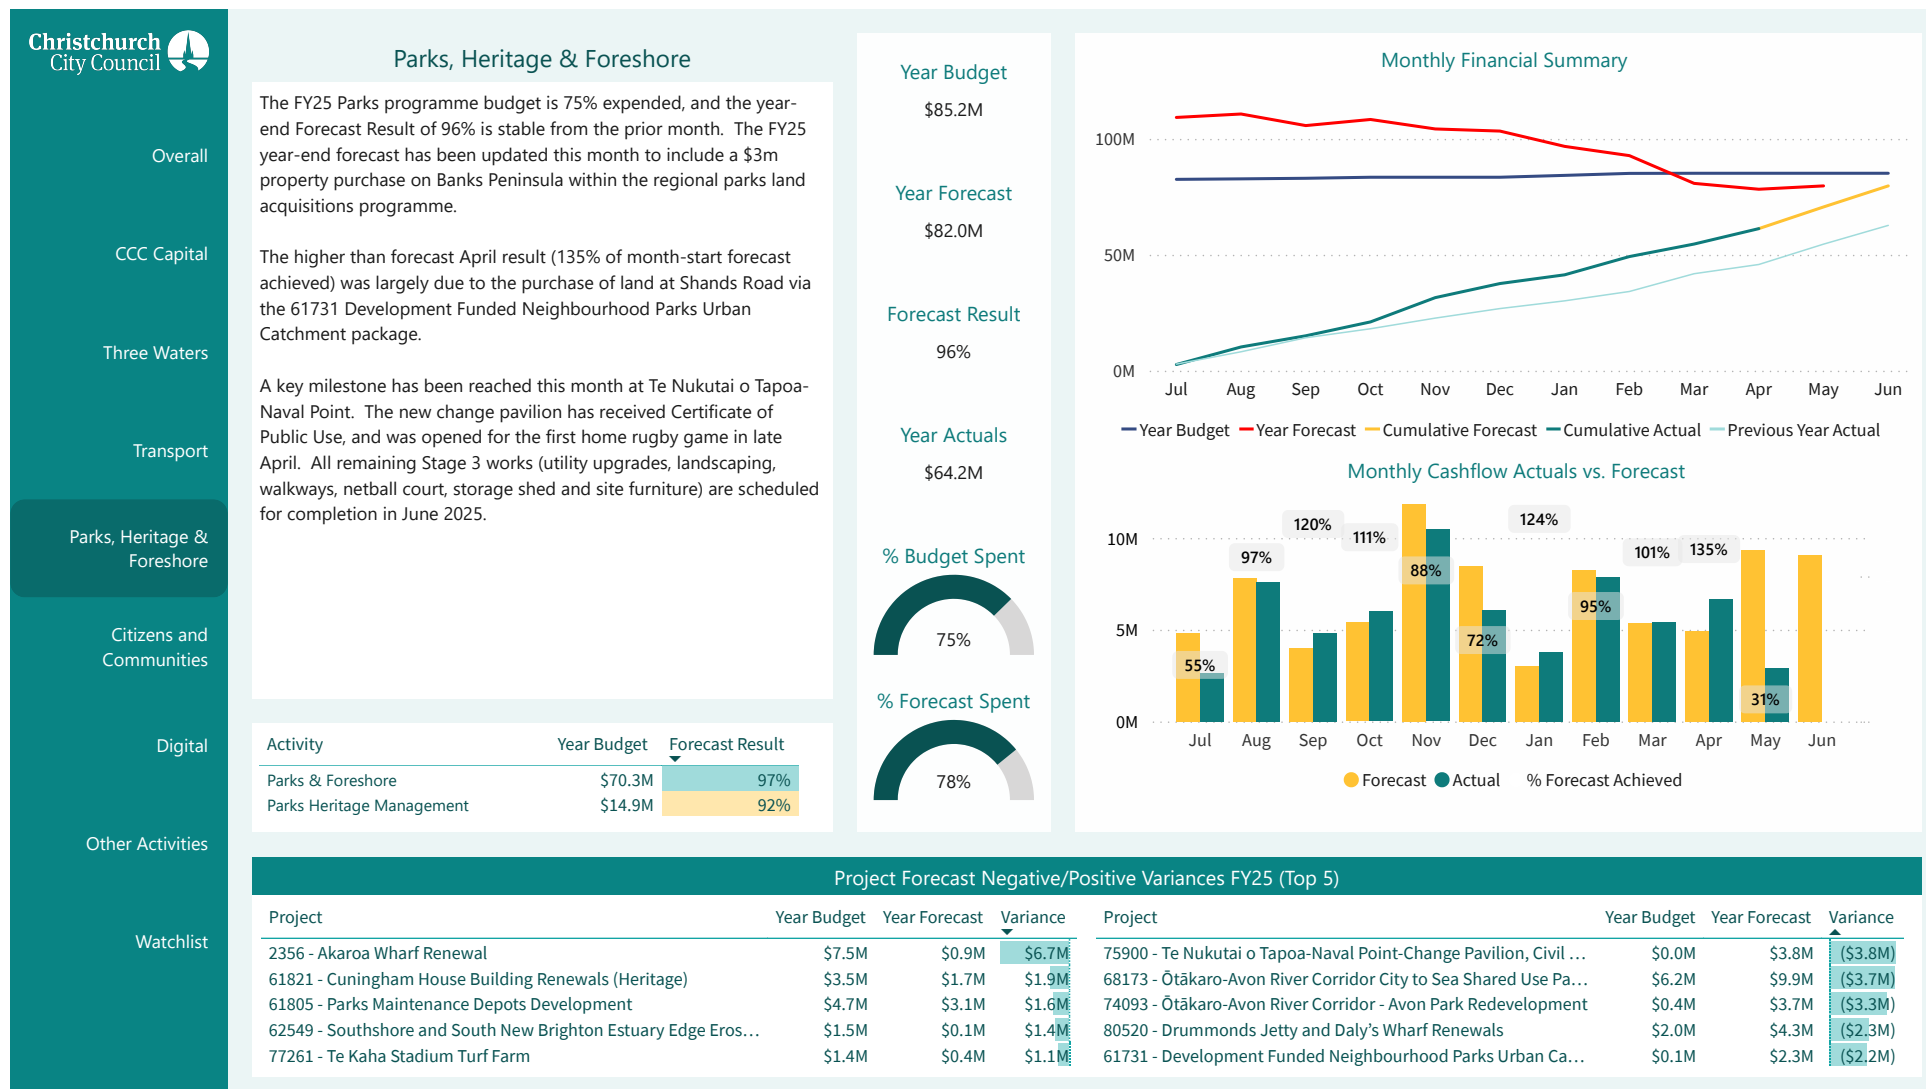 Christchurch
City Council
Overall
CCC Capital
Three Waters
Transport
Parks, Heritage &
Foreshore
Citizens and
Communities
Digital
Other Activities
Watchlist
Parks, Heritage & Foreshore
The FY25 Parks programme budget is 75% expended, and the year-
end Forecast Result of 96% is stable from the prior month.  The FY25
year-end forecast has been updated this month to include a $3m
property purchase on Banks Peninsula within the regional parks land
acquisitions programme.
The higher than forecast April result (135% of month-start forecast
achieved) was largely due to the purchase of land at Shands Road via
the 61731 Development Funded Neighbourhood Parks Urban
Catchment package.
A key milestone has been reached this month at Te Nukutai o Tapoa-
Naval Point.  The new change pavilion has received Certificate of
Public Use, and was opened for the first home rugby game in late
April.  All remaining Stage 3 works (utility upgrades, landscaping,
walkways, netball court, storage shed and site furniture) are scheduled
for completion in June 2025.
Activity Year Budget Forecast Result
Parks & Foreshore $70.3M 97%
Parks Heritage Management $14.9M 92%
Year Budget
$85.2M
Year Forecast
$82.0M
Forecast Result
96%
Year Actuals
$64.2M
% Budget Spent
75%
% Forecast Spent
78%
Monthly Financial Summary
100M
50M
0M
Jul Aug Sep Oct Nov Dec Jan Feb Mar Apr May Jun
Year Budget Year Forecast Cumulative Forecast Cumulative Actual Previous Year Actual
Monthly Cashflow Actuals vs. Forecast
10M
5M
0M
55% 97% 120% 111% 88% 72% 124% 95% 101% 135% 31%
Jul Aug Sep Oct Nov Dec Jan Feb Mar Apr May Jun
Forecast Actual % Forecast Achieved
Project Forecast Negative/Positive Variances FY25 (Top 5)
Project Year Budget Year Forecast Variance
2356 - Akaroa Wharf Renewal $7.5M $0.9M $6.7M
61821 - Cuningham House Building Renewals (Heritage) $3.5M $1.7M $1.9M
61805 - Parks Maintenance Depots Development $4.7M $3.1M $1.6M
62549 - Southshore and South New Brighton Estuary Edge Eros... $1.5M $0.1M $1.4M
77261 - Te Kaha Stadium Turf Farm $1.4M $0.4M $1.1M
Project Year Budget Year Forecast Variance
75900 - Te Nukutai o Tapoa-Naval Point-Change Pavilion, Civil ... $0.0M $3.8M ($3.8M)
68173 - Ōtākaro-Avon River Corridor City to Sea Shared Use Pa... $6.2M $9.9M ($3.7M)
74093 - Ōtākaro-Avon River Corridor - Avon Park Redevelopment $0.4M $3.7M ($3.3M)
80520 - Drummonds Jetty and Daly's Wharf Renewals $2.0M $4.3M ($2.3M)
61731 - Development Funded Neighbourhood Parks Urban Ca... $0.1M $2.3M ($2.2M)